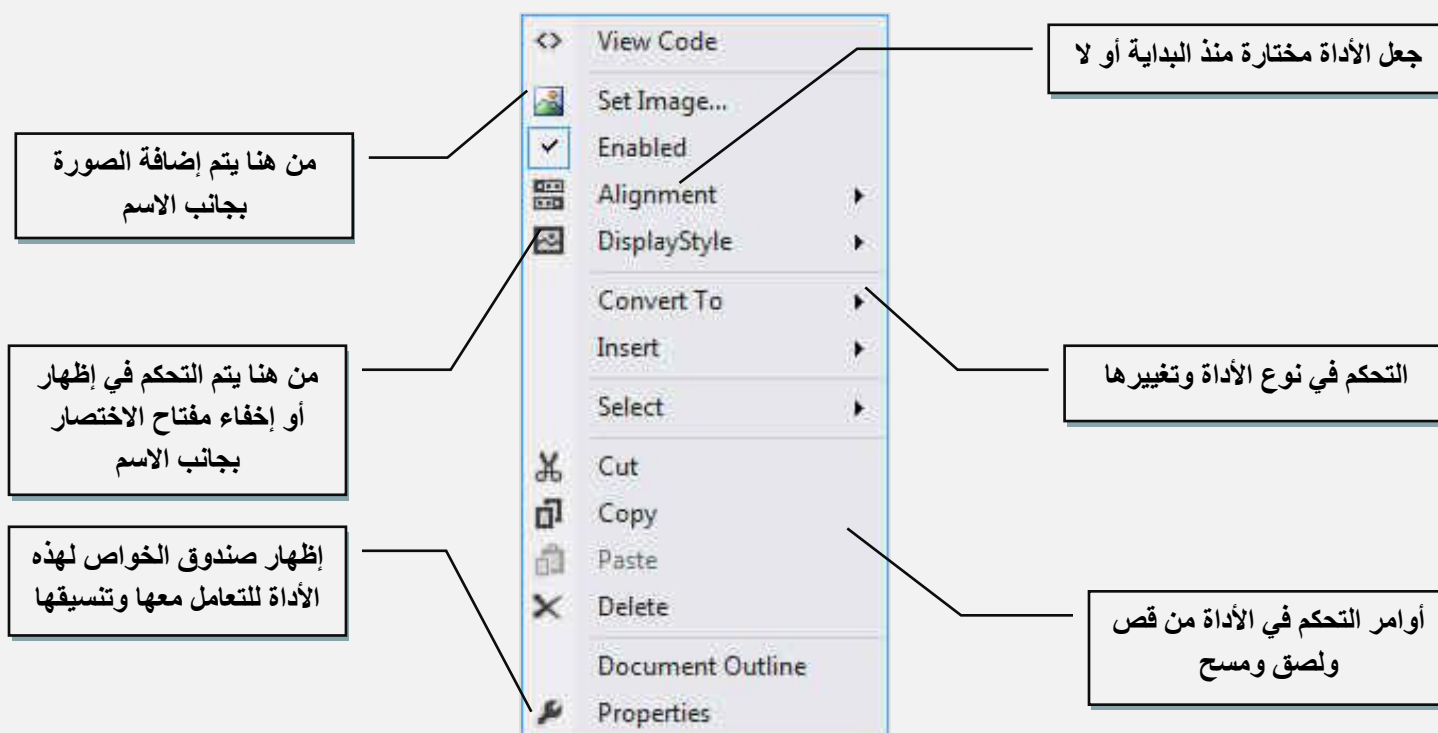 View Code
Set Image...
Enabled
Alignment
DisplayStyle
Convert To
Insert
Select
Cut
Copy
Paste
Delete
Document Outline
Properties
جعل الأداة مختارة منذ البداية أو لا
التحكم في نوع الأداة وتغييرها
أوامر التحكم في الأداة من قص
ولصق ومسح
من هنا يتم إضافة الصورة
بجانب الاسم
من هنا يتم التحكم في إظهار
أو إخفاء مفتاح الاختصار
بجانب الاسم
إظهار صندوق الخواص لهذه
الأداة للتعامل معها وتنسيقها